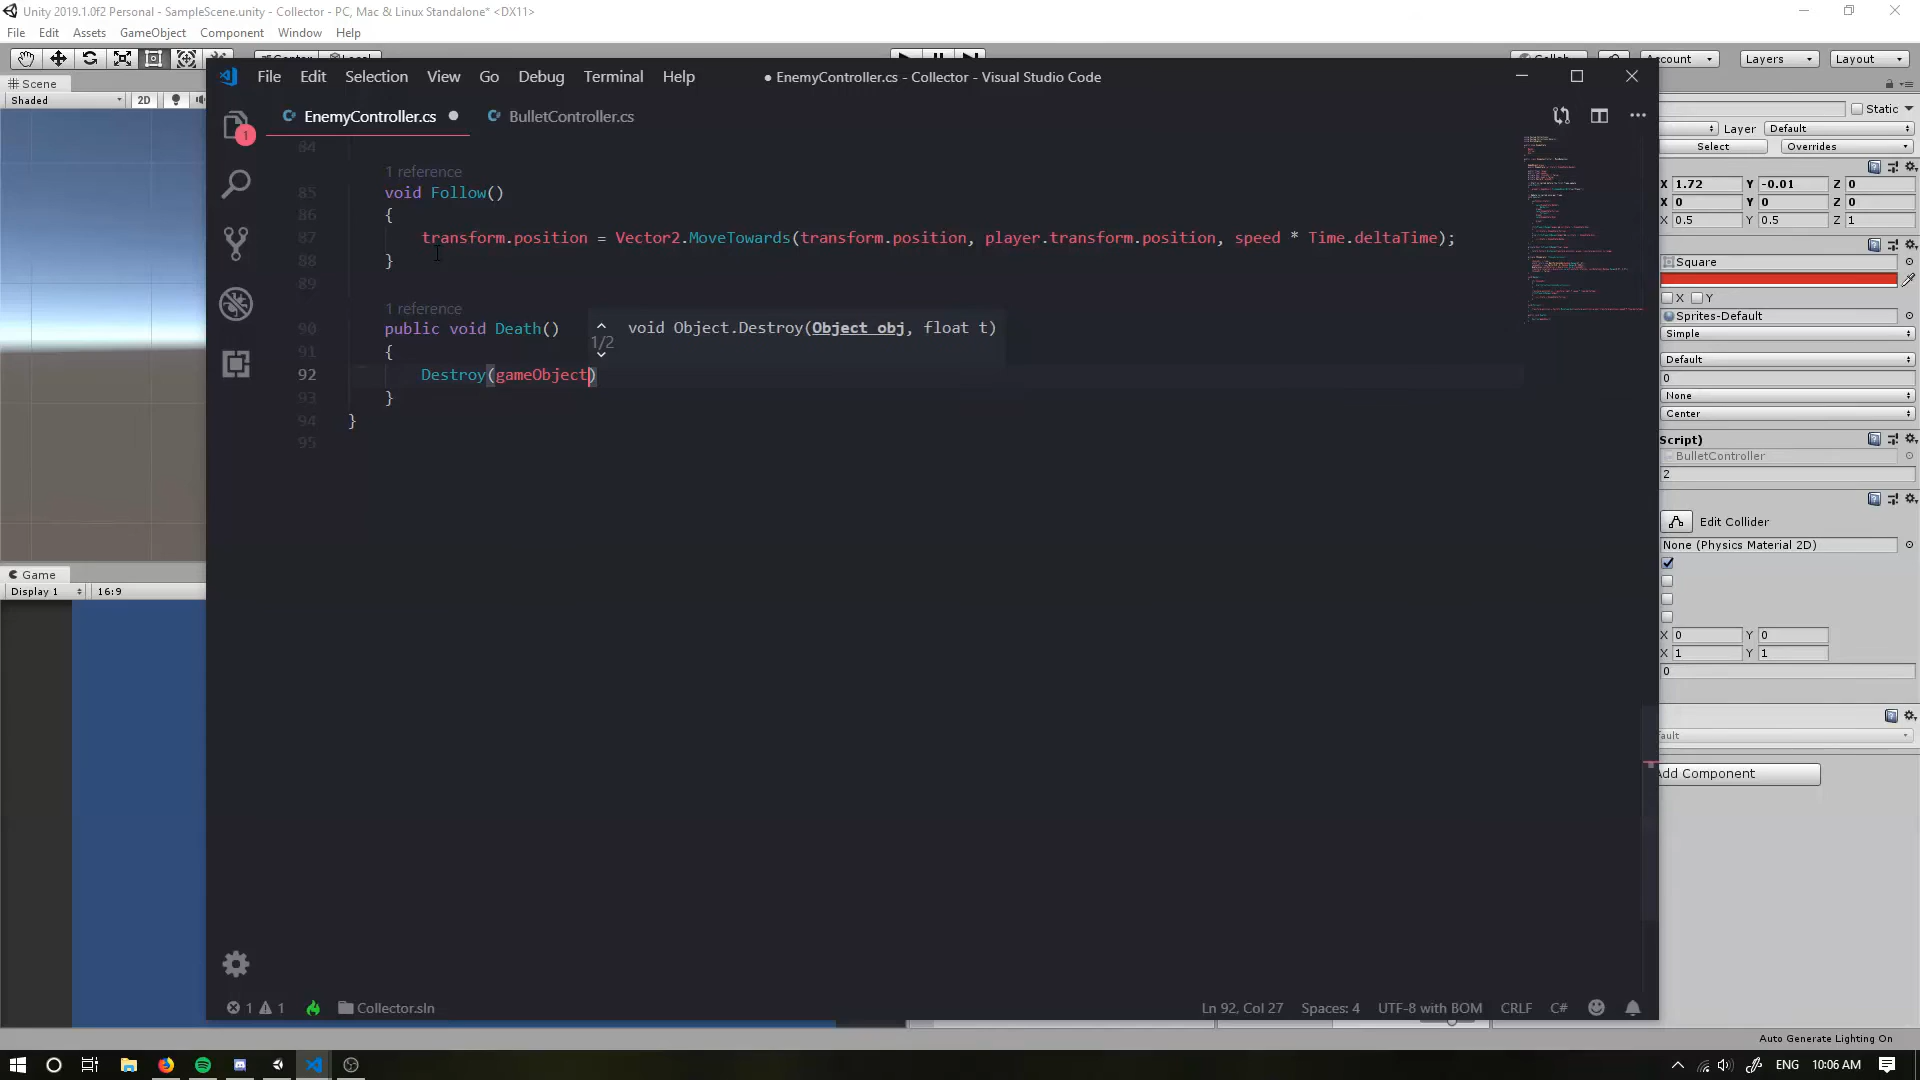 Unity 2019.1.0f2 Personal - SampleScene.unity - Collector - PC, Mac & Linux Standalone* <DX11>
File Edit Assets GameObject Component Window Help
Account Layers Layout
Scene
Shaded 2D
File Edit Selection View Go Debug Terminal Help
● EnemyController.cs - Collector - Visual Studio Code
EnemyController.cs ● BulletController.cs
84
1 reference
85 void Follow()
86 {
87 transform.position = Vector2.MoveTowards(transform.position, player.transform.position, speed * Time.deltaTime);
88 }
89
1 reference
90 public void Death()
1/2 void Object.Destroy(Object obj, float t)
91 {
92 Destroy(gameObject)
93 }
94 }
95
1
Static
Layer Default
Select Overrides
X 1.72 Y -0.01 Z 0
X 0 Y 0 Z 0
X 0.5 Y 0.5 Z 1
Square
X Y
Sprites-Default
Simple
Default
0
None
Center
Script)
BulletController
2
Edit Collider
None (Physics Material 2D)
X 0 Y 0
X 1 Y 1
0
fault
Add Component
Game
Display 1 16:9
1 1 Collector.sln
Ln 92, Col 27 Spaces: 4 UTF-8 with BOM CRLF C#
Auto Generate Lighting On
ENG 10:06 AM